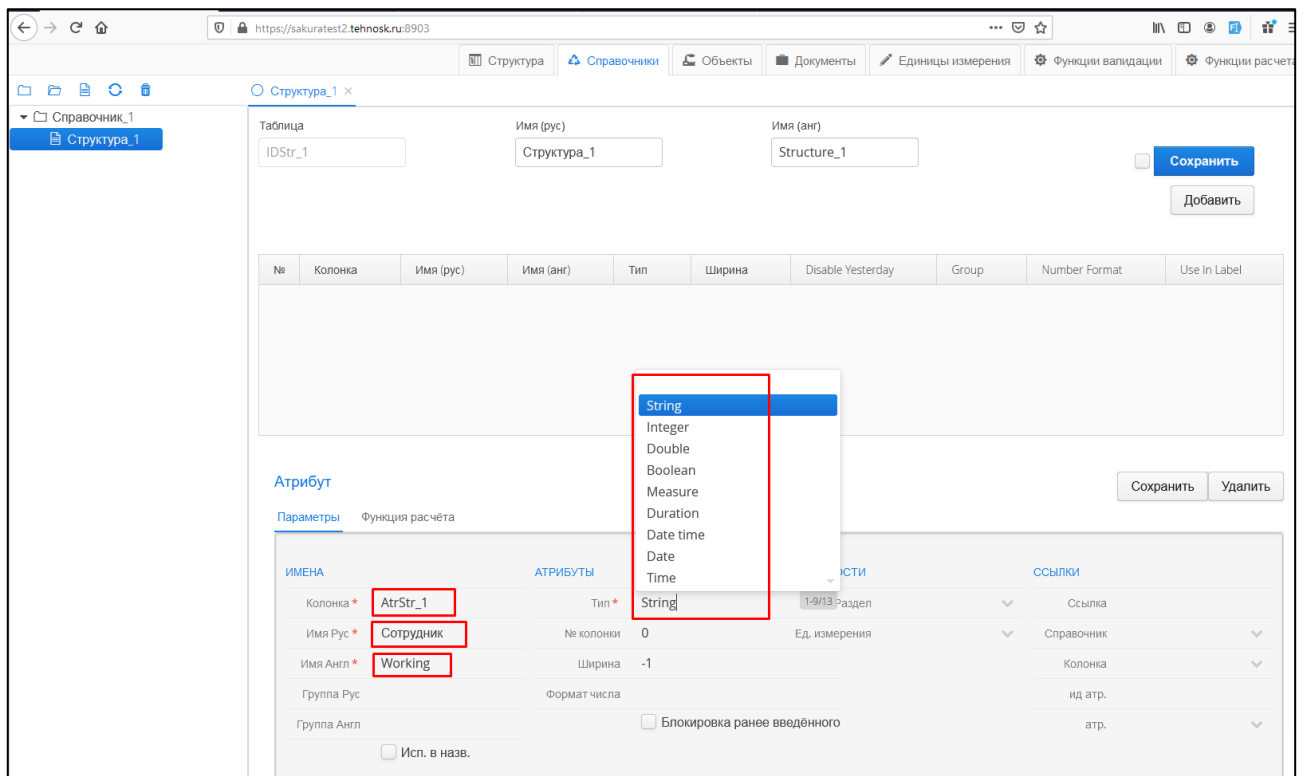 https://sakuratest2.tehnosk.ru:8903
Структура Справочники Объекты Документы Единицы измерения Функции валидации Функции расчета
Структура_1
Справочник_1
Структура_1
Таблица Имя (рус) Имя (анг)
IDStr_1 Структура_1 Structure_1
Сохранить
Добавить
№ Колонка Имя (рус) Имя (анг) Тип Ширина Disable Yesterday Group Number Format Use In Label
String
Integer
Double
Boolean
Measure
Duration
Date time
Date
Time
1-9/13
Атрибут
Сохранить Удалить
Параметры Функция расчёта
ИМЕНА АТРИБУТЫ ССЫЛКИ
Колонка * AtrStr_1 Тип * String Раздел Ссылка
Имя Рус * Сотрудник № колонки 0 Ед. измерения Справочник
Имя Англ * Working Ширина -1 Колонка
Группа Рус Формат числа ид атр.
Группа Англ Блокировка ранее введённого атр.
Исп. в назв.